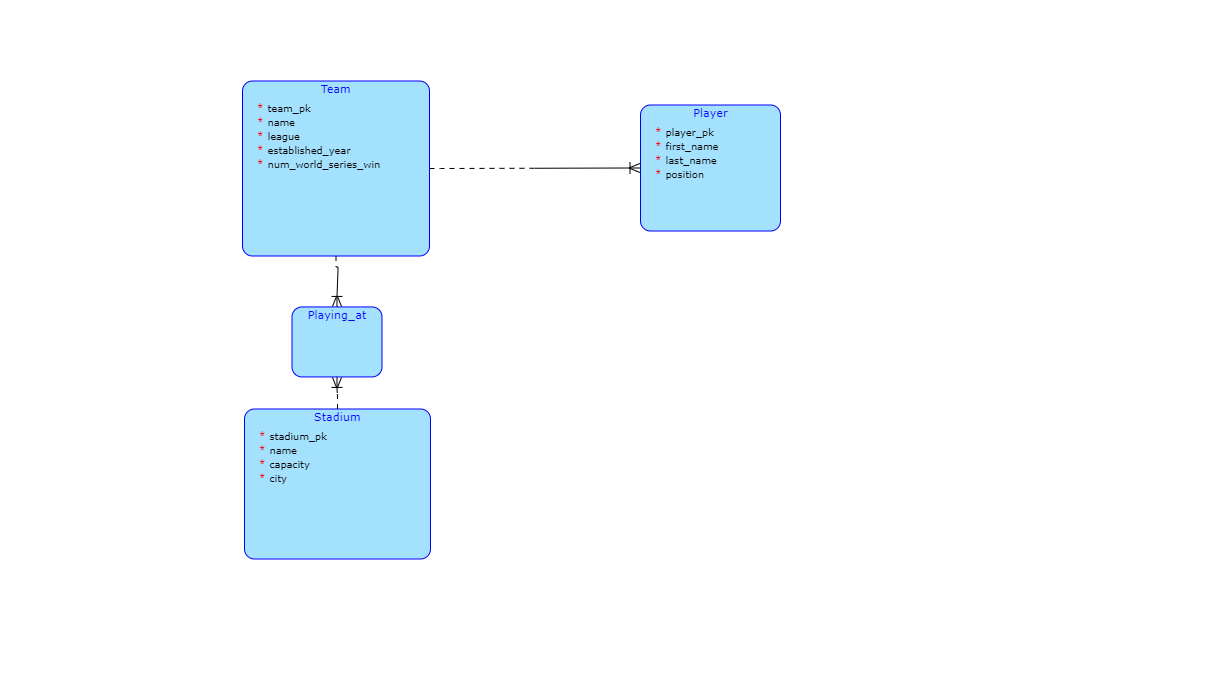 Team
* team_pk
* name
* league
* established_year
* num_world_series_win
Player
* player_pk
* first_name
* last_name
* position
Playing_at
Stadium
* stadium_pk
* name
* capacity
* city